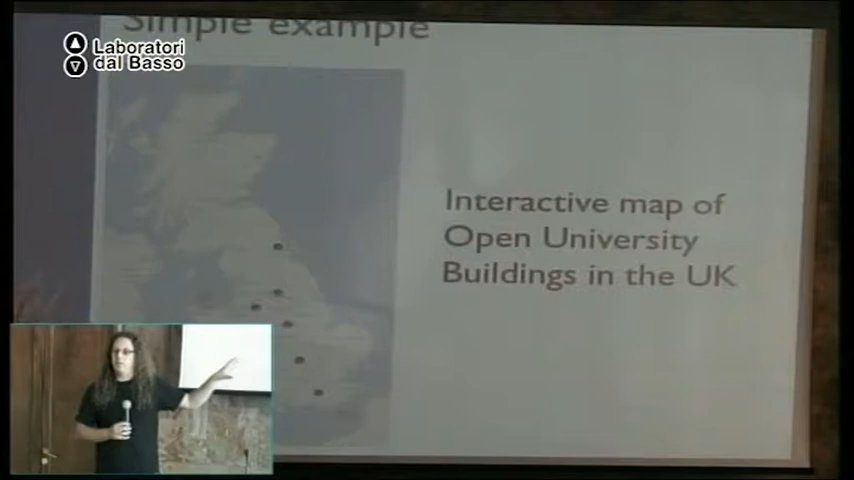 Simple example
Laboratori
dal Basso
Interactive map of
Open University
Buildings in the UK